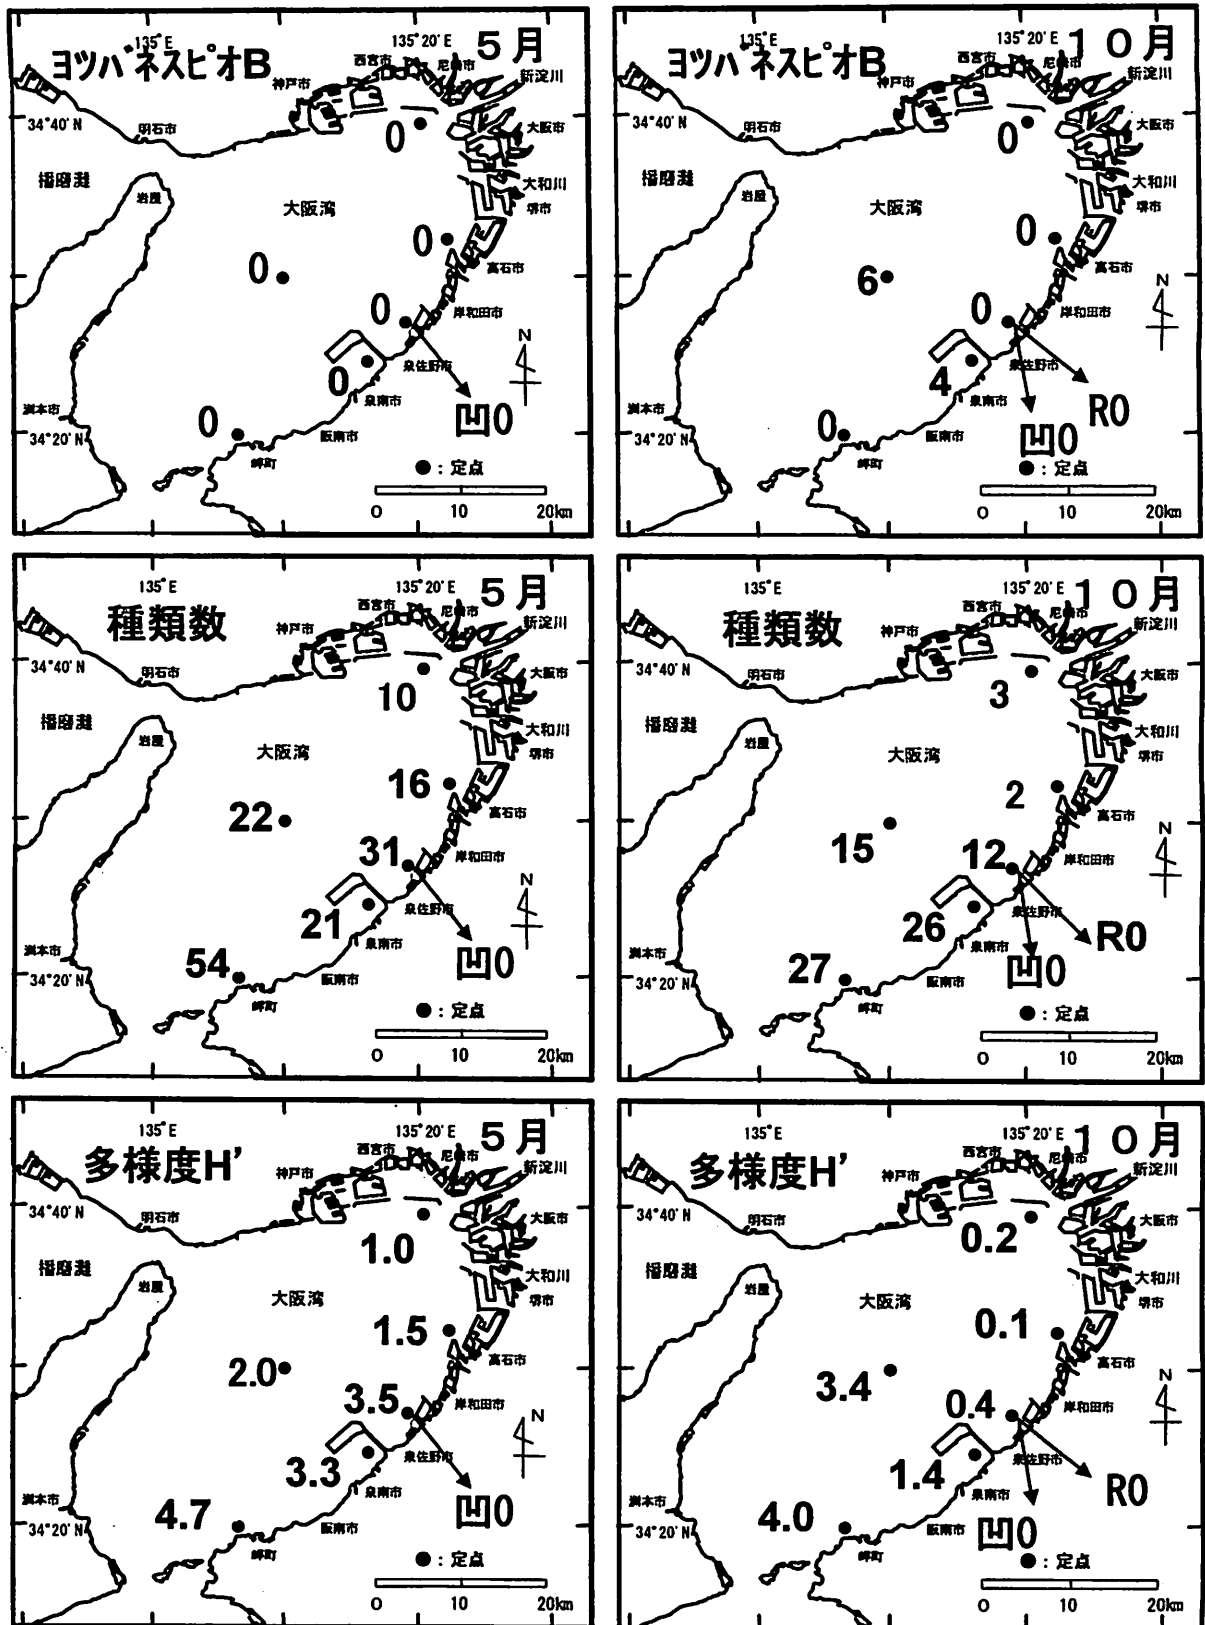 ヨツバネスピオB
5月
135°E
135°20'E
西宮市
尼崎市
新淀川
神戸市
34°40'N
明石市
0
大阪市
播磨灘
大和川
堺市
岩屋
大阪湾
0
高石市
0
0
岸和田市
N
泉佐野市
0
泉南市
洲本市
凹0
0
34°20'N
阪南市
岬町
●：定点
0 10 20km
ヨツバネスピオB
10月
135°E
135°20'E
西宮市
尼崎市
新淀川
神戸市
34°40'N
明石市
0
大阪市
播磨灘
大和川
堺市
岩屋
大阪湾
0
高石市
6
0
岸和田市
N
泉佐野市
4
泉南市
R0
洲本市
凹0
0
34°20'N
阪南市
岬町
●：定点
0 10 20km
種類数
5月
135°E
135°20'E
西宮市
尼崎市
新淀川
神戸市
34°40'N
明石市
10
大阪市
播磨灘
大和川
堺市
岩屋
大阪湾
16
高石市
22
31
岸和田市
N
泉佐野市
21
泉南市
洲本市
凹0
54
34°20'N
阪南市
岬町
●：定点
0 10 20km
種類数
10月
135°E
135°20'E
西宮市
尼崎市
新淀川
神戸市
34°40'N
明石市
3
大阪市
播磨灘
大和川
堺市
岩屋
大阪湾
2
高石市
15
12
岸和田市
N
泉佐野市
26
泉南市
R0
洲本市
凹0
27
34°20'N
阪南市
岬町
●：定点
0 10 20km
多様度H'
5月
135°E
135°20'E
西宮市
尼崎市
新淀川
神戸市
34°40'N
明石市
1.0
大阪市
播磨灘
大和川
堺市
岩屋
大阪湾
1.5
高石市
2.0
3.5
岸和田市
N
泉佐野市
3.3
泉南市
洲本市
凹0
4.7
34°20'N
阪南市
岬町
●：定点
0 10 20km
多様度H'
10月
135°E
135°20'E
西宮市
尼崎市
新淀川
神戸市
34°40'N
明石市
0.2
大阪市
播磨灘
大和川
堺市
岩屋
大阪湾
0.1
高石市
3.4
0.4
岸和田市
N
泉佐野市
1.4
泉南市
R0
洲本市
凹0
4.0
34°20'N
阪南市
岬町
●：定点
0 10 20km